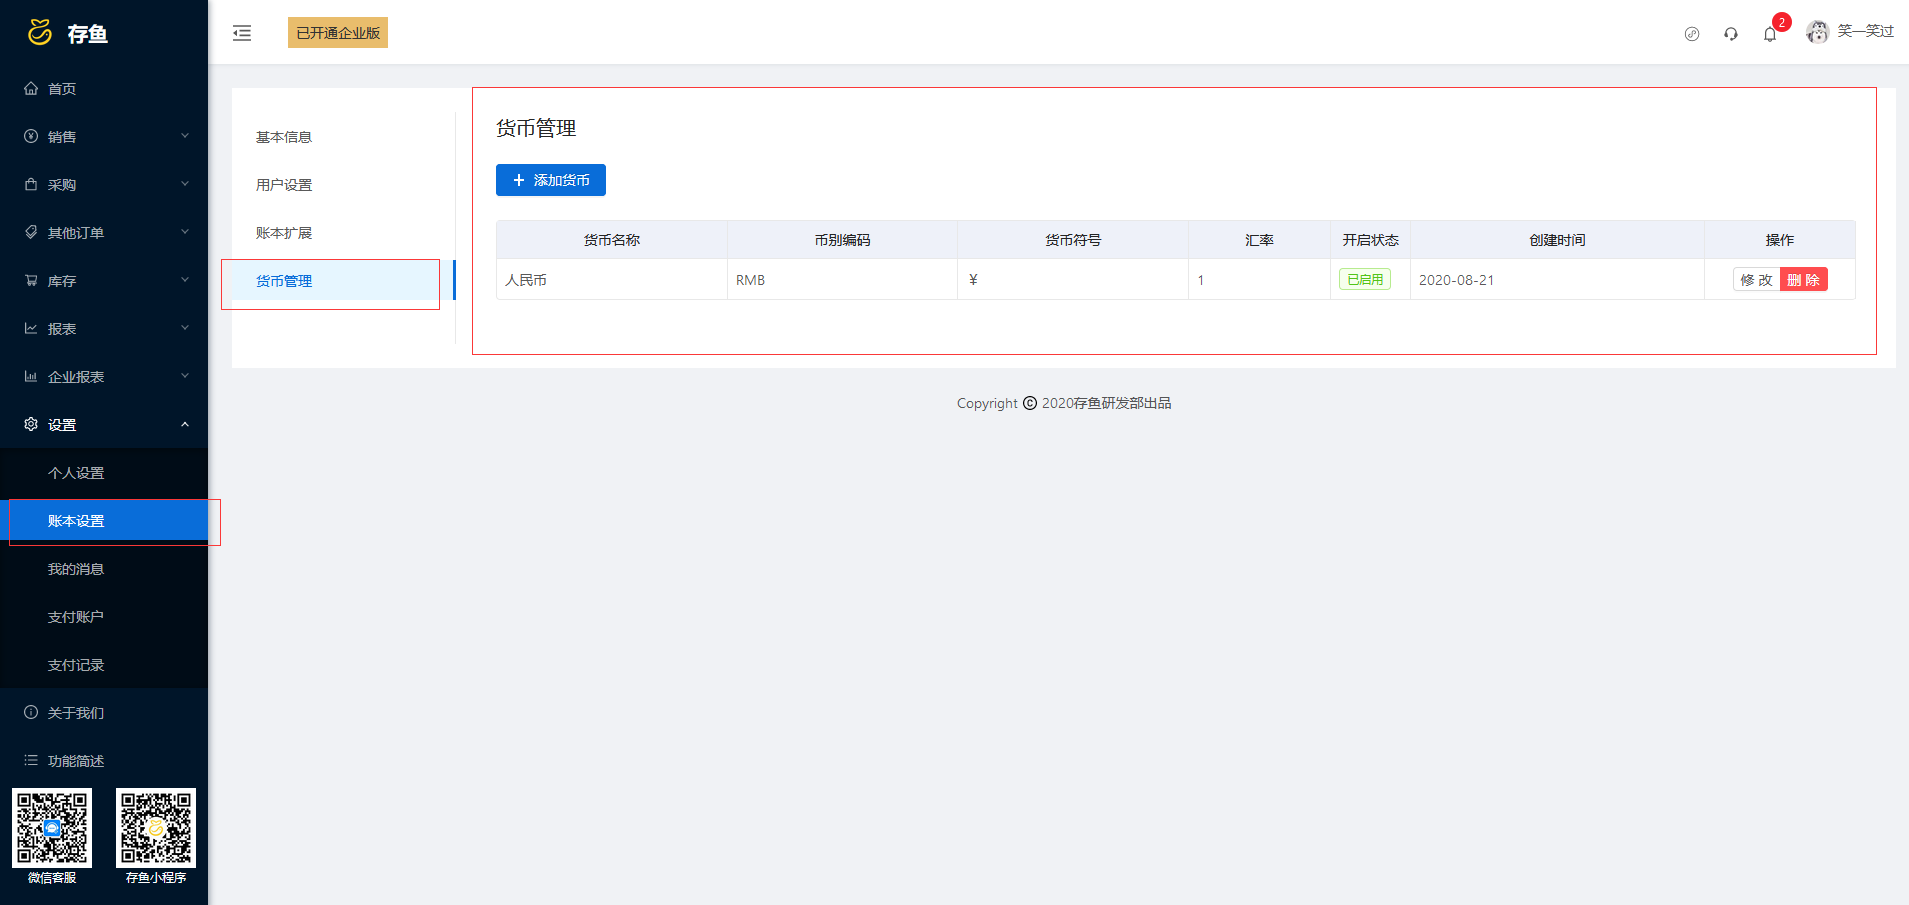 存鱼
已开通企业版
2
笑一笑过
首页
销售
采购
其他订单
库存
报表
企业报表
设置
个人设置
账本设置
我的消息
支付账户
支付记录
关于我们
功能简述
微信客服 存鱼小程序
基本信息
用户设置
账本扩展
货币管理
货币管理
+ 添加货币
货币名称 币别编码 货币符号 汇率 开启状态 创建时间 操作
人民币 RMB ¥ 1 已启用 2020-08-21 修 改 删 除
Copyright © 2020存鱼研发部出品